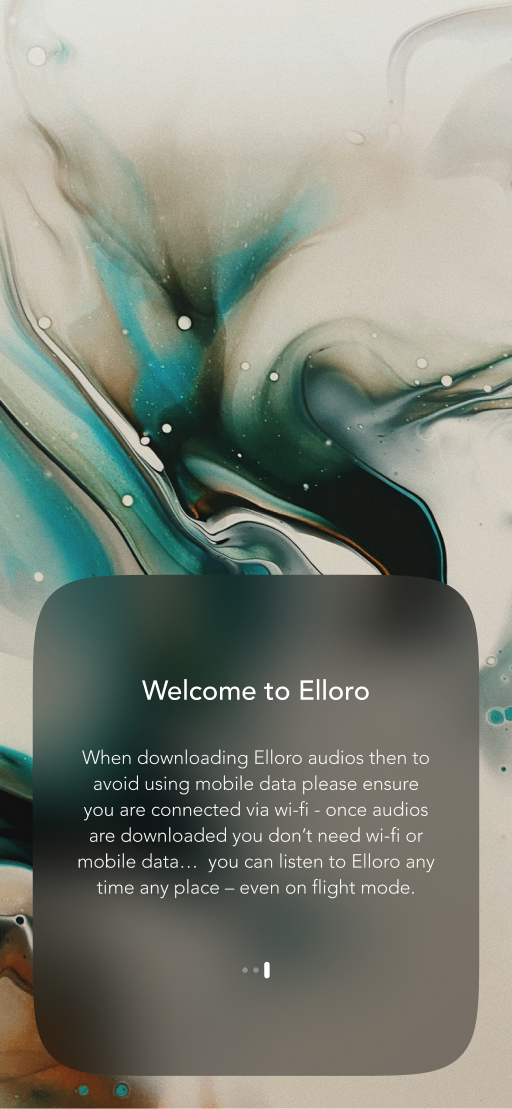 Welcome to Elloro
When downloading Elloro audios then to
avoid using mobile data please ensure
you are connected via wi-fi - once audios
are downloaded you don’t need wi-fi or
mobile data…  you can listen to Elloro any
time any place – even on flight mode.